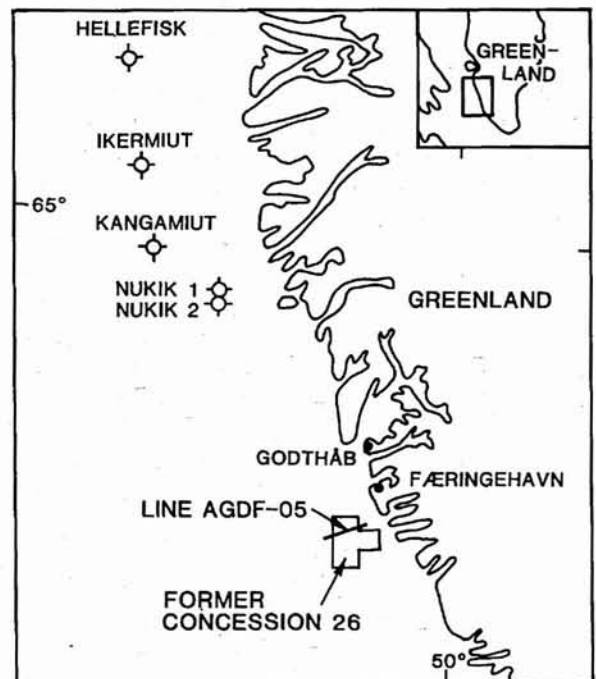 HELLEFISK
GREEN-
LAND
IKERMIUT
65°
KANGAMIUT
NUKIK 1
NUKIK 2
GREENLAND
GODTHÅB
FÆRINGEHAVN
LINE AGDF-05
FORMER
CONCESSION 26
50°